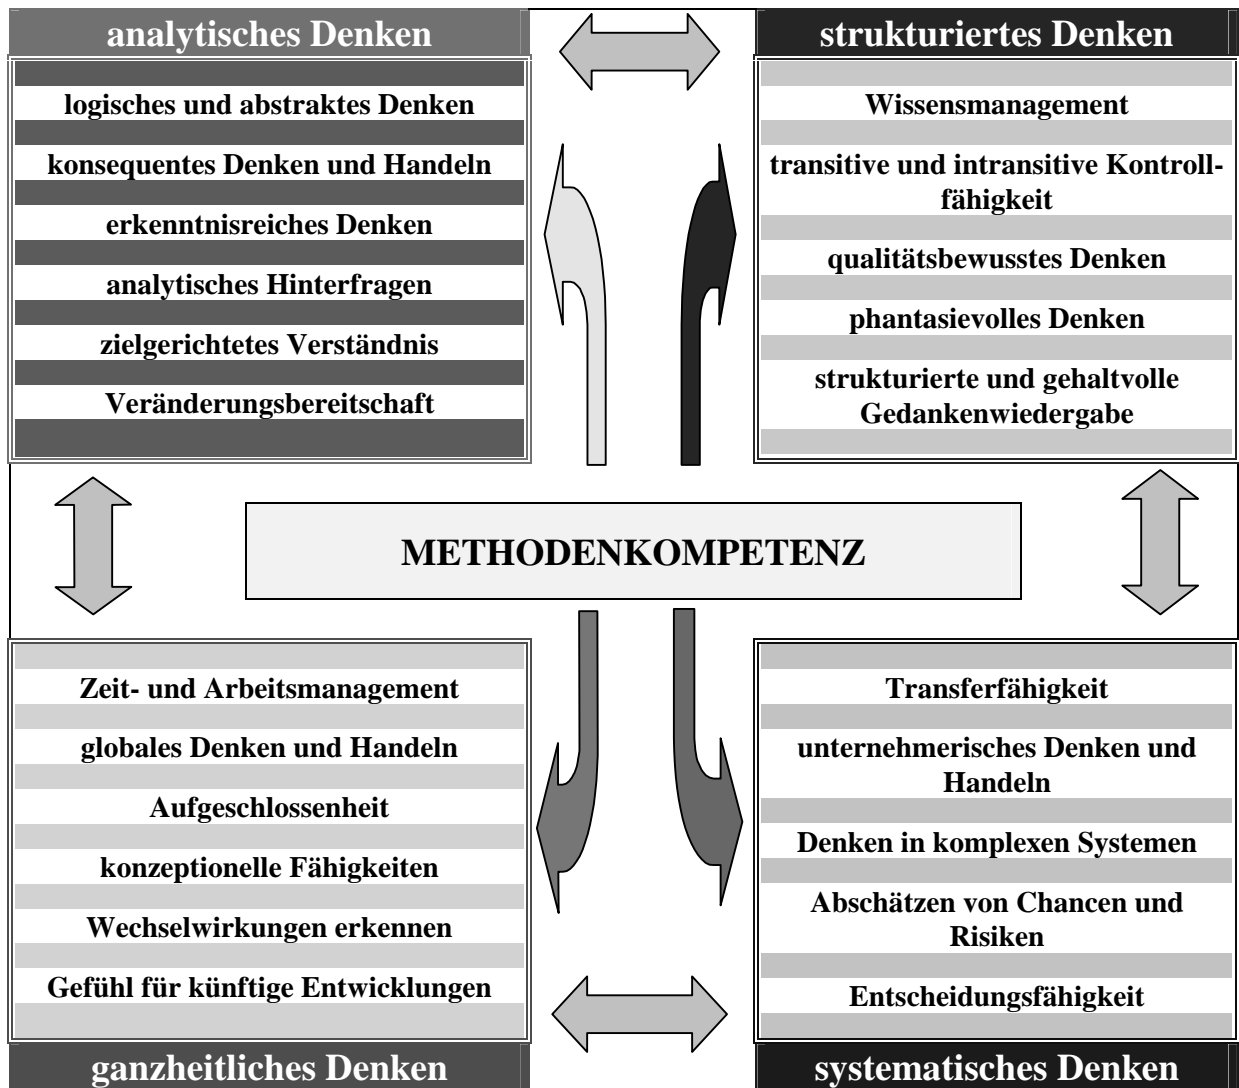 analytisches Denken
logisches und abstraktes Denken
konsequentes Denken und Handeln
erkenntnisreiches Denken
analytisches Hinterfragen
zielgerichtetes Verständnis
Veränderungsbereitschaft
strukturiertes Denken
Wissensmanagement
transitive und intransitive Kontroll-
fähigkeit
qualitätsbewusstes Denken
phantasievolles Denken
strukturierte und gehaltvolle
Gedankenwiedergabe
METHODENKOMPETENZ
Zeit- und Arbeitsmanagement
globales Denken und Handeln
Aufgeschlossenheit
konzeptionelle Fähigkeiten
Wechselwirkungen erkennen
Gefühl für künftige Entwicklungen
ganzheitliches Denken
Transferfähigkeit
unternehmerisches Denken und
Handeln
Denken in komplexen Systemen
Abschätzen von Chancen und
Risiken
Entscheidungsfähigkeit
systematisches Denken